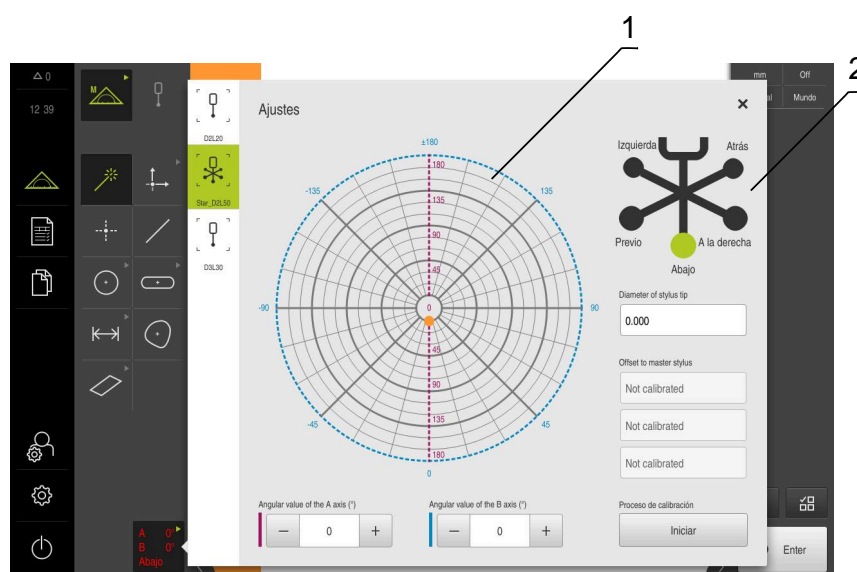 1
2
0
12 39
M
mm
Off
al
Mundo
Ajustes
D2L20
Star_D2L50
D3L30
±180
180
-135
135
135
90
45
-90
0
90
45
90
135
-45
45
180
0
Izquierda
Atrás
Previo
A la derecha
Abajo
Diameter of stylus tip
0.000
Offset to master stylus
Not calibrated
Not calibrated
Not calibrated
Angular value of the A axis (°)
Angular value of the B axis (°)
Proceso de calibración
− 0 +
− 0 +
Iniciar
A 0°
B 0°
Abajo
Enter